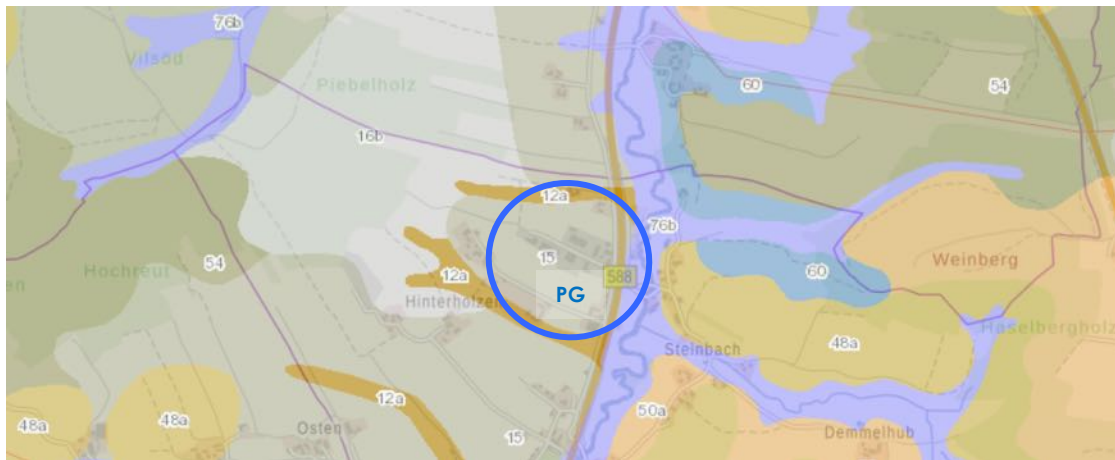 76b
Vilsöd
Piebelholz
60
54
16b
12a
76b
Hochreut
54
15
Weinberg
en
12a
PG
588
60
Hinterholzen
Haselbergholz
Steinbach
48a
12a
50a
48a
48a
Osten
15
Demmelhub